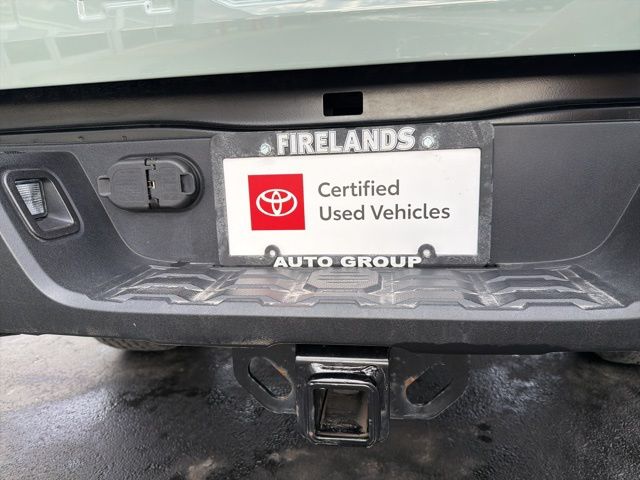 FIRELANDS
Certified
Used Vehicles
AUTO GROUP